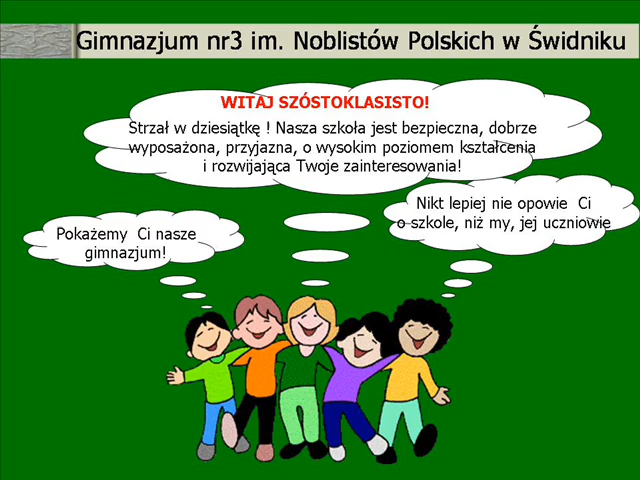 Gimnazjum nr3 im. Noblistów Polskich w Świdniku
WITAJ SZÓSTOKLASISTO!
Strzał w dziesiątkę ! Nasza szkoła jest bezpieczna, dobrze
wyposażona, przyjazna, o wysokim poziomem kształcenia
i rozwijająca Twoje zainteresowania!
Nikt lepiej nie opowie Ci
o szkole, niż my, jej uczniowie
Pokażemy Ci nasze
gimnazjum!